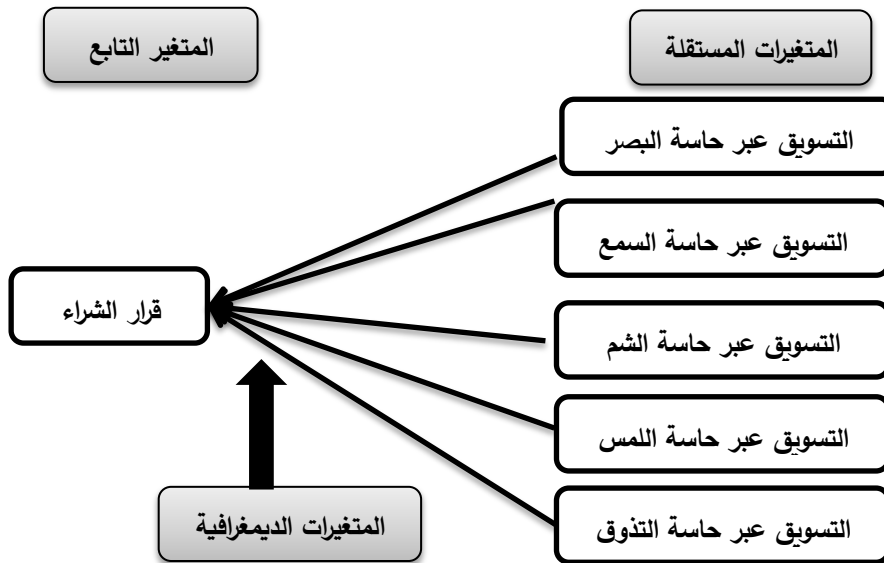 المتغيرات المستقلة
المتغير التابع
التسويق عبر حاسة البصر
التسويق عبر حاسة السمع
قرار الشراء
التسويق عبر حاسة الشم
التسويق عبر حاسة اللمس
التسويق عبر حاسة التذوق
المتغيرات الديمغرافية